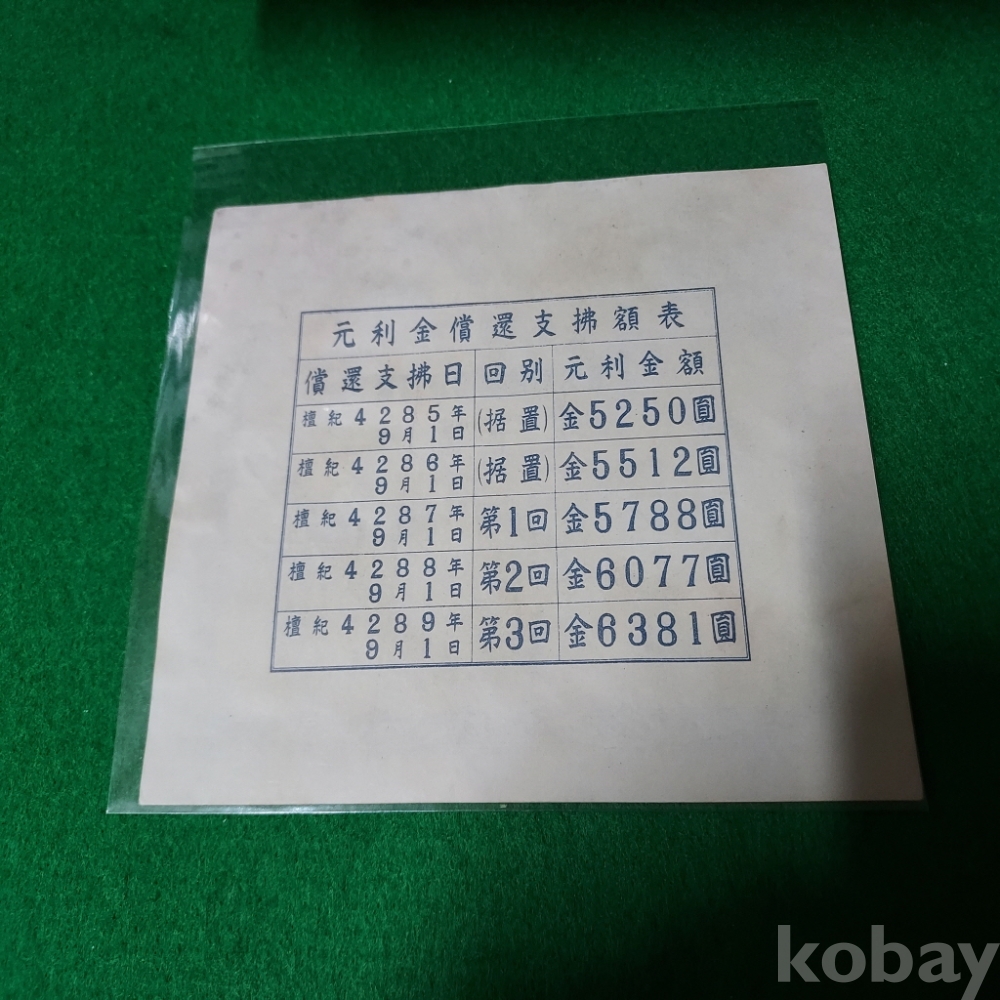 元利金償還支拂額表
償還支拂日 回別 元利金額
檀紀4285年9月1日 (据置) 金5250圓
檀紀4286年9月1日 (据置) 金5512圓
檀紀4287年9月1日 第1回 金5788圓
檀紀4288年9月1日 第2回 金6077圓
檀紀4289年9月1日 第3回 金6381圓
kobay